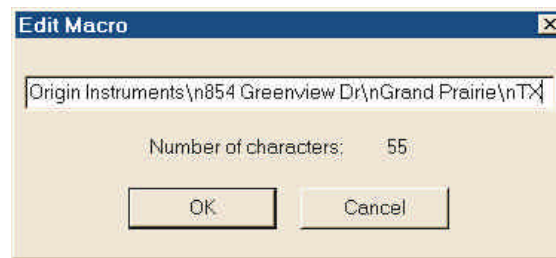 Edit Macro
Origin Instruments\n854 Greenview Dr\nGrand Prairie\nTX
Number of characters: 55
OK Cancel